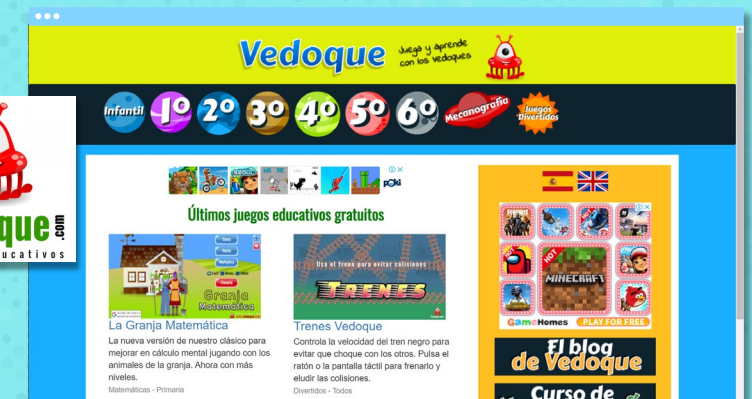 Vedoque
Juega y aprende
con los vedoques
Infantil 1º 2º 3º 4º 5º 6º Mecanografía Juegos
Divertidos
que.com
ucativos
poki
Últimos juegos educativos gratuitos
Granja
Matemática
Usa el freno para evitar colisiones
TRENES
La Granja Matemática
La nueva versión de nuestro clásico para
mejorar en cálculo mental jugando con los
animales de la granja. Ahora con más
niveles.
Matemáticas - Primaria
Trenes Vedoque
Controla la velocidad del tren negro para
evitar que choque con los otros. Pulsa el
ratón o la pantalla táctil para frenarlo y
eludir las colisiones.
Divertidos - Todos
HOT
MINECRAFT
GameHomes PLAY FOR FREE
El blog
de Vedoque
Curso de